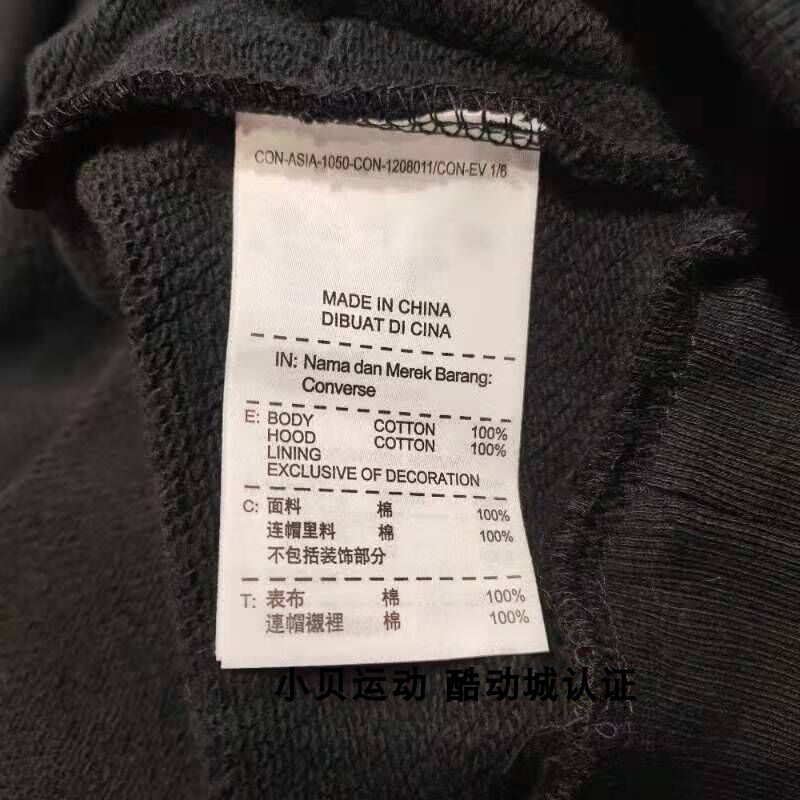 CON-ASIA-1050-CON-1208011/CON-EV 1/6
MADE IN CHINA
DIBUAT DI CINA
IN: Nama dan Merek Barang:
Converse
E: BODY COTTON 100%
HOOD COTTON 100%
LINING
EXCLUSIVE OF DECORATION
C: 面料 棉 100%
连帽里料 棉 100%
不包括装饰部分
T: 表布 棉 100%
連帽襯裡 棉 100%
小贝运动 酷动城认证